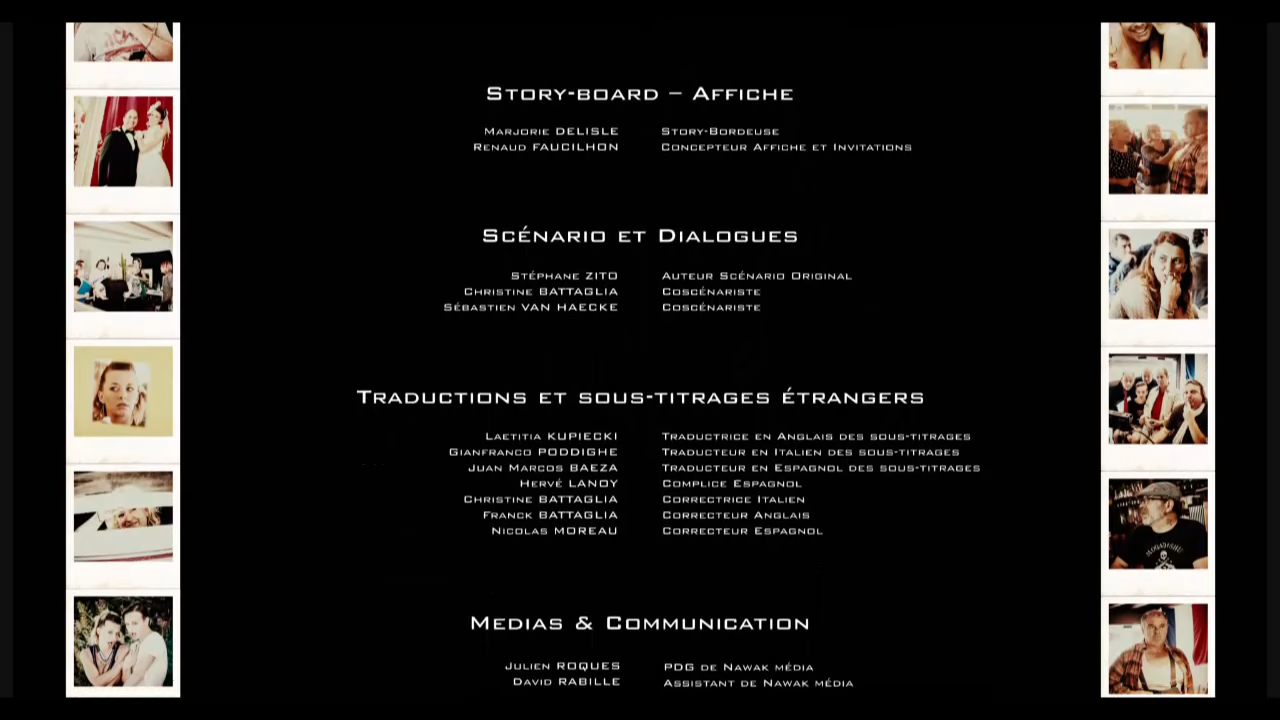 Story-board – Affiche
Marjorie DELISLE Story-Bordeuse
Renaud FAUCILHON Concepteur Affiche et Invitations
Scénario et Dialogues
Stéphane ZITO Auteur Scénario Original
Christine BATTAGLIA Coscénariste
Sébastien VAN HAECKE Coscénariste
Traductions et sous-titrages étrangers
Laetitia KUPIECKI Traductrice en Anglais des sous-titrages
Gianfranco PODDIGHE Traducteur en Italien des sous-titrages
Juan Marcos BAEZA Traducteur en Espagnol des sous-titrages
Hervé LANOY Complice Espagnol
Christine BATTAGLIA Correctrice Italien
Franck BATTAGLIA Correcteur Anglais
Nicolas MOREAU Correcteur Espagnol
Medias & Communication
Julien ROQUES PDG de Nawak média
David RABILLE Assistant de Nawak média